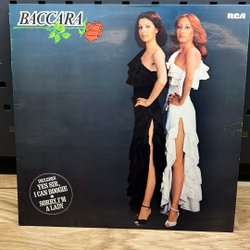 BACCARA
RCA
INCLUDES
YES SIR,
I CAN BOOGIE
SORRY, I'M
A LADY